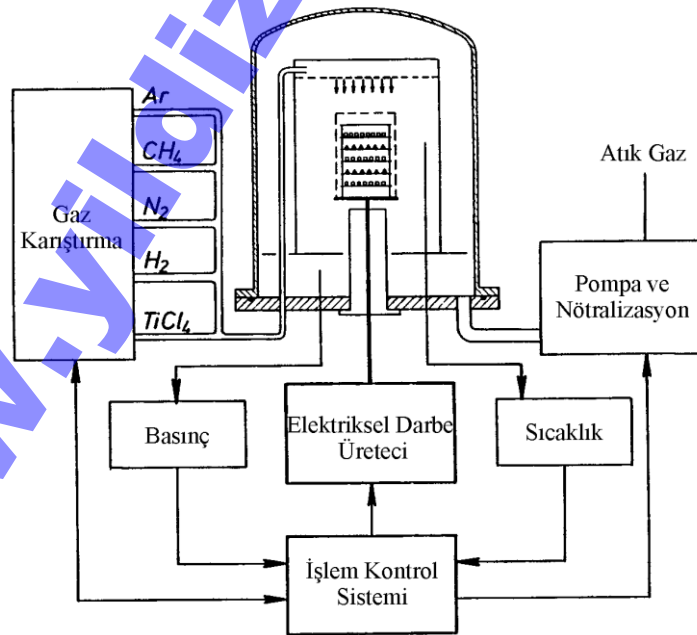 Ar
CH₄
N₂
H₂
TiCl₄
Gaz
Karıştırma
Atık Gaz
Pompa ve
Nötralizasyon
Basınç
Elektriksel Darbe
Üreteci
Sıcaklık
İşlem Kontrol
Sistemi
w.yildiz